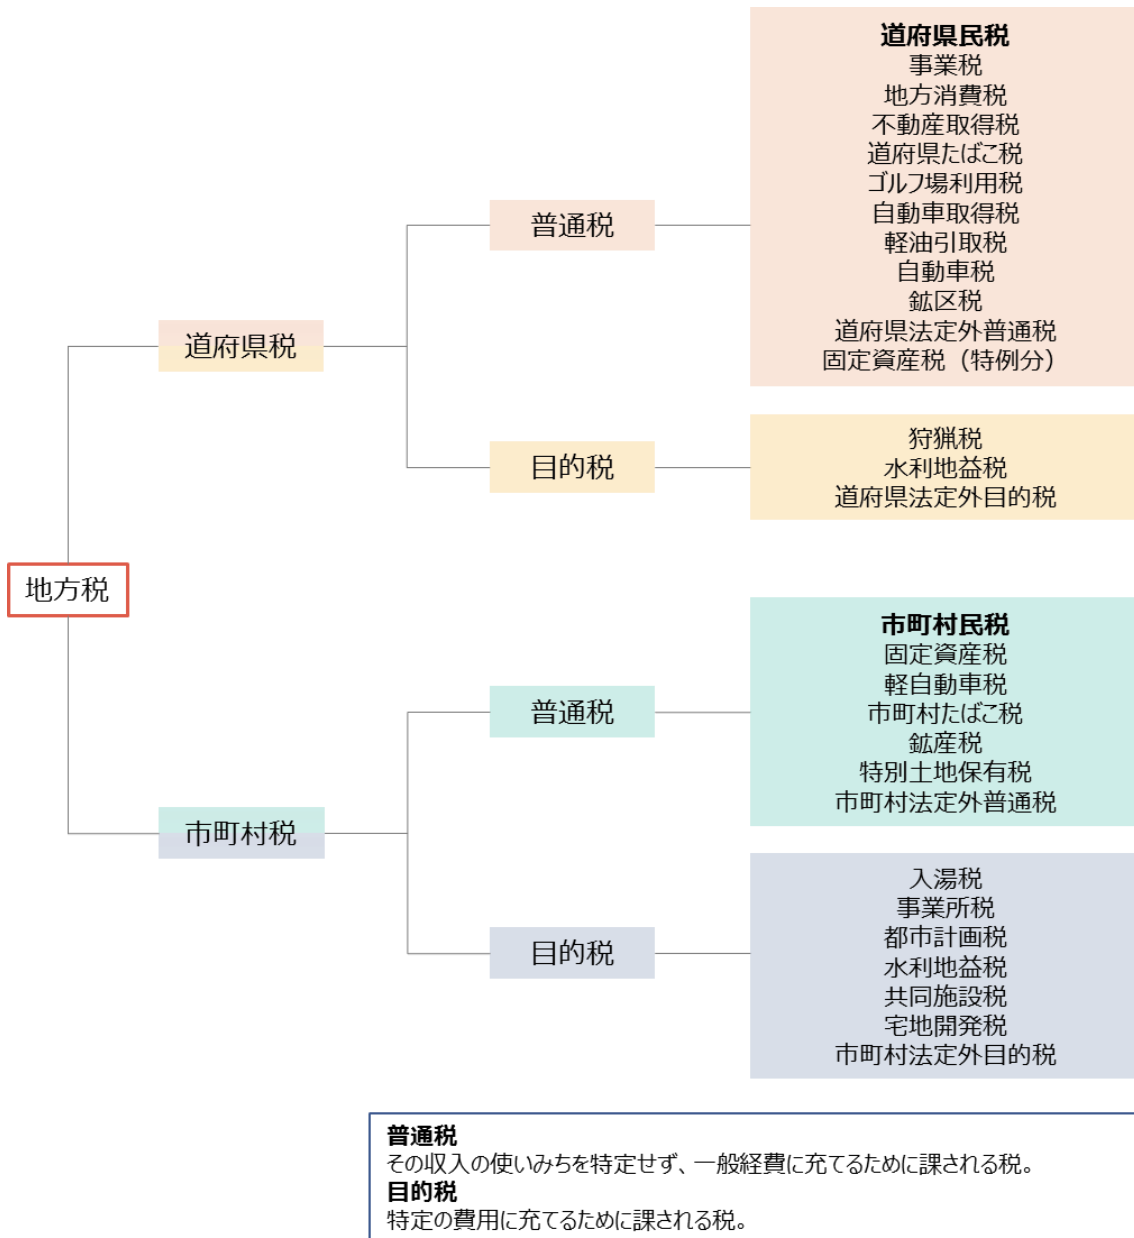 地方税
道府県税
普通税
道府県民税
事業税
地方消費税
不動産取得税
道府県たばこ税
ゴルフ場利用税
自動車取得税
軽油引取税
自動車税
鉱区税
道府県法定外普通税
固定資産税（特例分）
目的税
狩猟税
水利地益税
道府県法定外目的税
市町村税
普通税
市町村民税
固定資産税
軽自動車税
市町村たばこ税
鉱産税
特別土地保有税
市町村法定外普通税
目的税
入湯税
事業所税
都市計画税
水利地益税
共同施設税
宅地開発税
市町村法定外目的税
普通税
その収入の使いみちを特定せず、一般経費に充てるために課される税。
目的税
特定の費用に充てるために課される税。